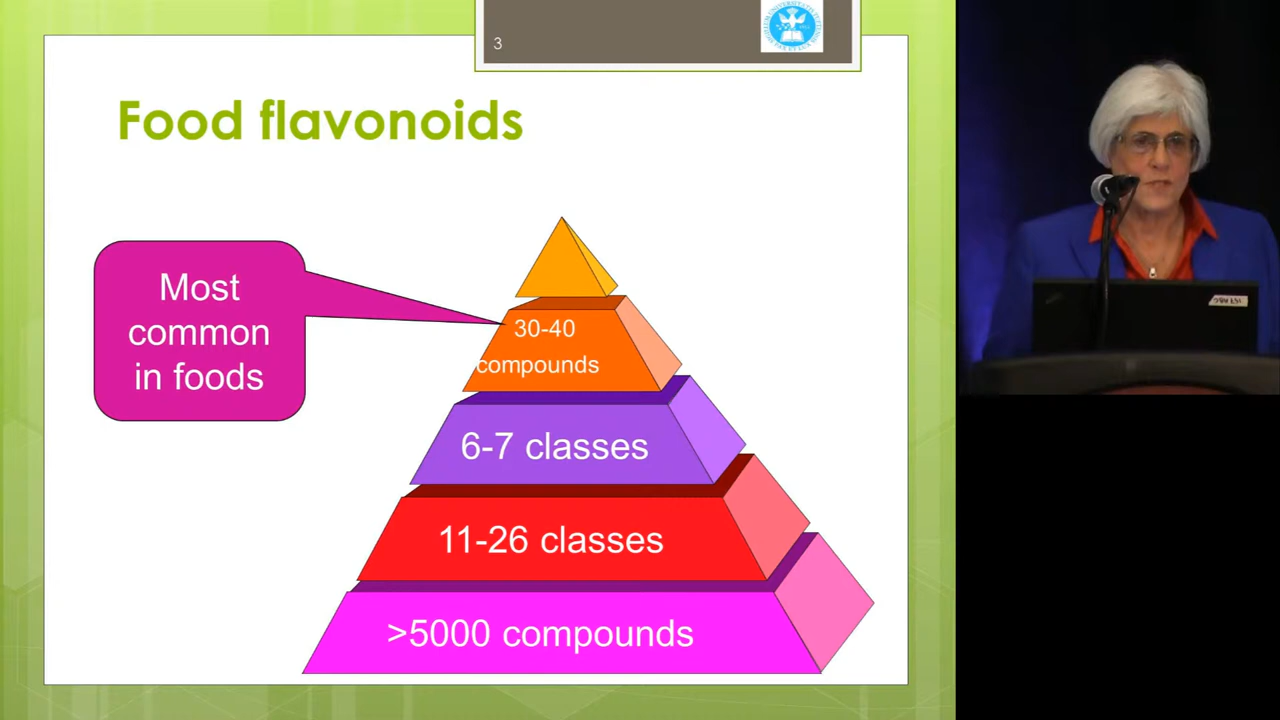 3
Food flavonoids
Most
common
in foods
30-40
compounds
6-7 classes
11-26 classes
>5000 compounds